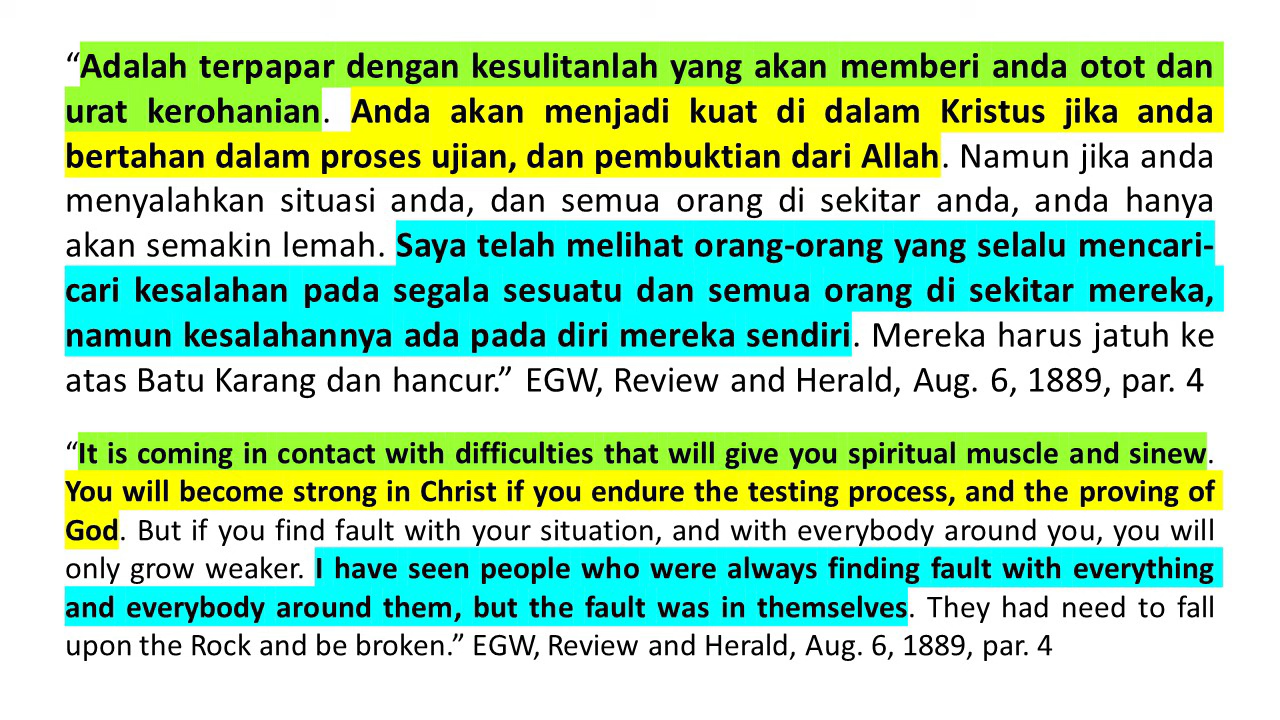 “Adalah terpapar dengan kesulitanlah yang akan memberi anda otot dan
urat kerohanian. Anda akan menjadi kuat di dalam Kristus jika anda
bertahan dalam proses ujian, dan pembuktian dari Allah. Namun jika anda
menyalahkan situasi anda, dan semua orang di sekitar anda, anda hanya
akan semakin lemah. Saya telah melihat orang-orang yang selalu mencari-
cari kesalahan pada segala sesuatu dan semua orang di sekitar mereka,
namun kesalahannya ada pada diri mereka sendiri. Mereka harus jatuh ke
atas Batu Karang dan hancur.” EGW, Review and Herald, Aug. 6, 1889, par. 4
“It is coming in contact with difficulties that will give you spiritual muscle and sinew.
You will become strong in Christ if you endure the testing process, and the proving of
God. But if you find fault with your situation, and with everybody around you, you will
only grow weaker. I have seen people who were always finding fault with everything
and everybody around them, but the fault was in themselves. They had need to fall
upon the Rock and be broken.” EGW, Review and Herald, Aug. 6, 1889, par. 4